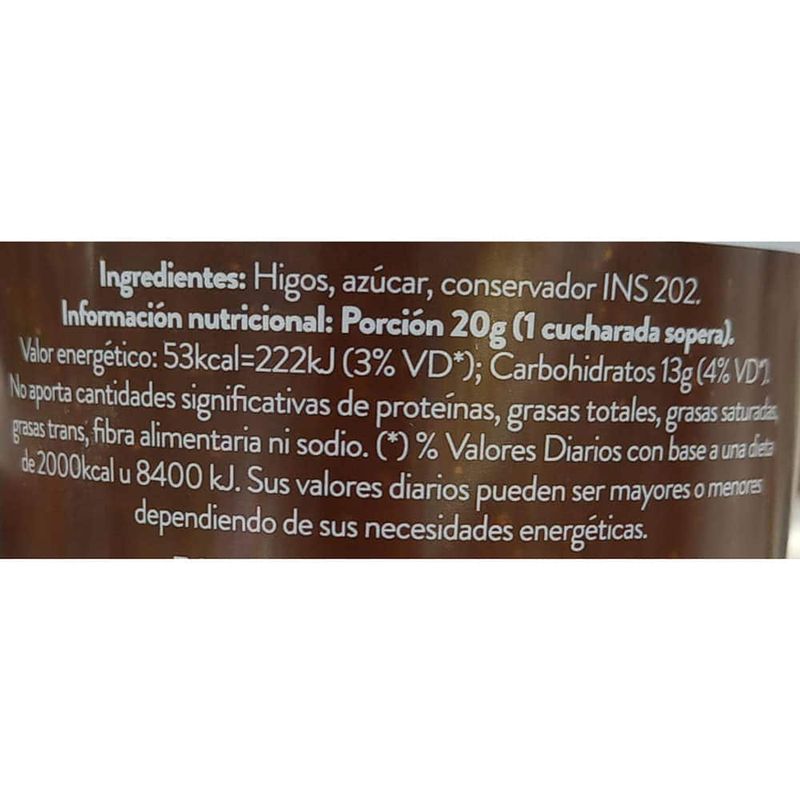 Ingredientes: Higos, azúcar, conservador INS 202.
Información nutricional: Porción 20g (1 cucharada sopera).
Valor energético: 53kcal=222kJ (3% VD*); Carbohidratos 13g (4% VD*).
No aporta cantidades significativas de proteínas, grasas totales, grasas saturadas,
grasas trans, fibra alimentaria ni sodio. (*) % Valores Diarios con base a una dieta
de 2000kcal u 8400 kJ. Sus valores diarios pueden ser mayores o menores
dependiendo de sus necesidades energéticas.